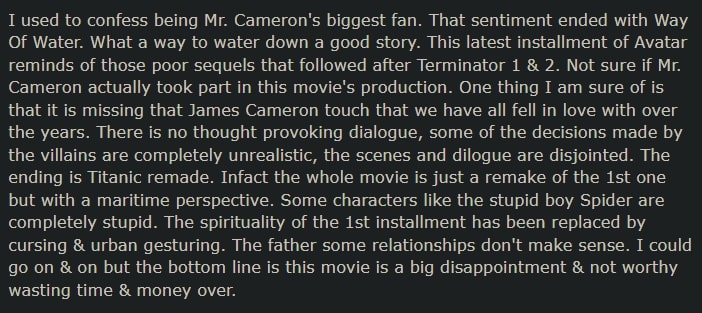 I used to confess being Mr. Cameron's biggest fan. That sentiment ended with Way
Of Water. What a way to water down a good story. This latest installment of Avatar
reminds of those poor sequels that followed after Terminator 1 & 2. Not sure if Mr.
Cameron actually took part in this movie's production. One thing I am sure of is
that it is missing that James Cameron touch that we have all fell in love with over
the years. There is no thought provoking dialogue, some of the decisions made by
the villains are completely unrealistic, the scenes and dilogue are disjointed. The
ending is Titanic remade. Infact the whole movie is just a remake of the 1st one
but with a maritime perspective. Some characters like the stupid boy Spider are
completely stupid. The spirituality of the 1st installment has been replaced by
cursing & urban gesturing. The father some relationships don't make sense. I could
go on & on but the bottom line is this movie is a big disappointment & not worthy
wasting time & money over.